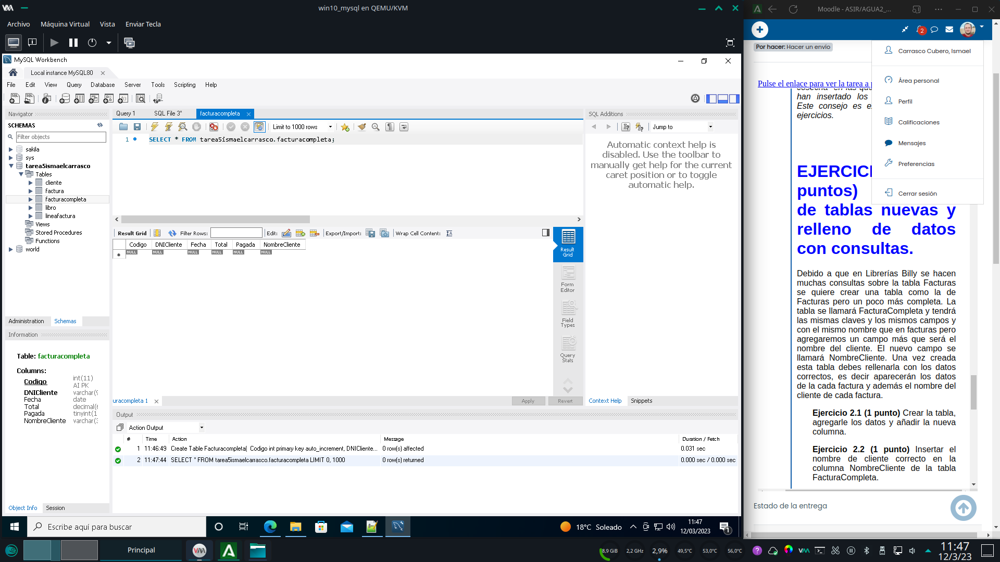 win10_mysql en QEMU/KVM
Archivo Máquina Virtual Vista Enviar Tecla
MySQL Workbench
Local instance MySQL80
File Edit View Query Database Server Tools Scripting Help
Navigator
SCHEMAS
Filter objects
sakila
sys
tarea5ismaelcarrasco
Tables
cliente
factura
facturacompleta
libro
lineafactura
Views
Stored Procedures
Functions
world
Administration Schemas
Information
Table: facturacompleta
Columns:
Codigo int(11)
AI PK
DNICliente varchar(9
Fecha date
Total decimal(6
Pagada tinyint(1
NombreCliente varchar(3
Object Info Session
Query 1 SQL File 3* facturacompleta
Limit to 1000 rows
1 SELECT * FROM tarea5ismaelcarrasco.facturacompleta;
Result Grid Filter Rows: Edit: Export/Import: Wrap Cell Content:
Codigo DNICliente Fecha Total Pagada NombreCliente
NULL NULL NULL NULL NULL NULL
Result Grid
Form Editor
Field Types
Query Stats
uracompleta 1
Apply Revert
SQL Additions
Jump to
Automatic context help is
disabled. Use the toolbar to
manually get help for the current
caret position or to toggle
automatic help.
Context Help Snippets
Output
Action Output
# Time Action Message Duration / Fetch
1 11:46:49 Create Table Facturacompleta( Codigo int primary key auto_increment, DNICliente... 0 row(s) affected 0.031 sec
2 11:47:44 SELECT * FROM tarea5ismaelcarrasco.facturacompleta LIMIT 0, 1000 0 row(s) returned 0.000 sec / 0.000 sec
Escribe aquí para buscar
18°C Soleado
11:47
12/03/2023
1
Moodle - ASIR/AGUA2_...
2
Por hacer: Hacer un envío
Carrasco Cubero, Ismael
Área personal
Perfil
Calificaciones
Mensajes
Preferencias
Cerrar sesión
Pulse el enlace para ver la tarea a p
cosecha" en las que
han insertado los
Este consejo es e
ejercicios.
EJERCICI
puntos)
de tablas nuevas y
relleno de datos
con consultas.
Debido a que en Librerías Billy se hacen
muchas consultas sobre la tabla Facturas
se quiere crear una tabla como la de
Facturas pero un poco más completa. La
tabla se llamará FacturaCompleta y tendrá
las mismas claves y los mismos campos y
con el mismo nombre que en facturas pero
agregaremos un campo más que será el
nombre del cliente. El nuevo campo se
llamará NombreCliente. Una vez creada
esta tabla debes rellenarla con los datos
correctos, es decir aparecerán los datos
de la cada factura y además el nombre del
cliente de cada factura.
Ejercicio 2.1 (1 punto) Crear la tabla,
agregarle los datos y añadir la nueva
columna.
Ejercicio 2.2 (1 punto) Insertar el
nombre de cliente correcto en la
columna NombreCliente de la tabla
FacturaCompleta.
Estado de la entrega
Principal
8,9 GiB 2,2 GHz 2,9% 49,5°C 53,0°C 56,0°C
11:47
12/3/23